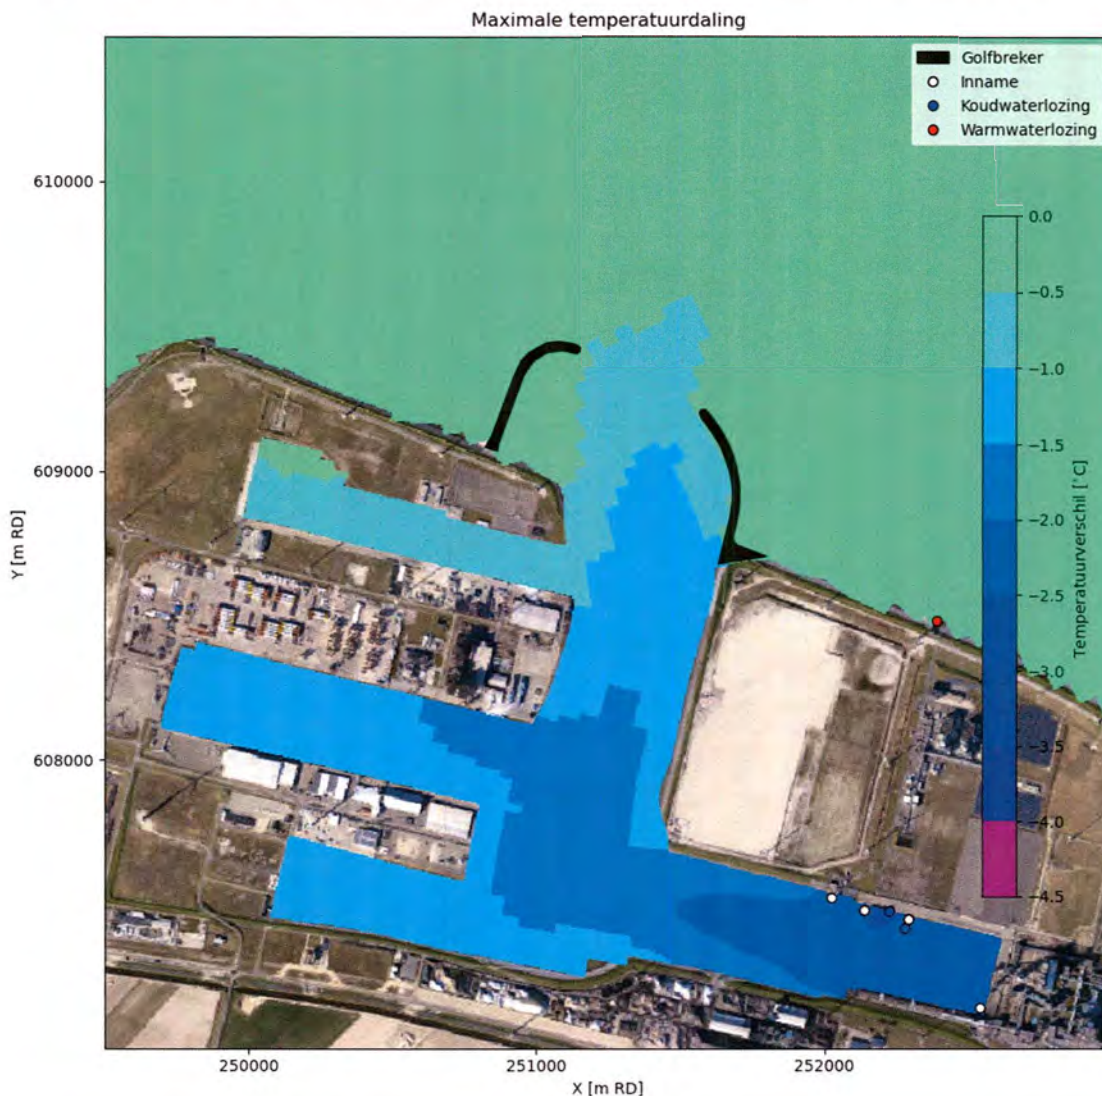 Maximale temperatuurdaling
Golfbreker
Inname
Koudwaterlozing
Warmwaterlozing
610000
609000
608000
Y [m RD]
0.0
−0.5
−1.0
−1.5
−2.0
−2.5
−3.0
−3.5
−4.0
−4.5
Temperatuurverschil [°C]
250000
251000
252000
X [m RD]